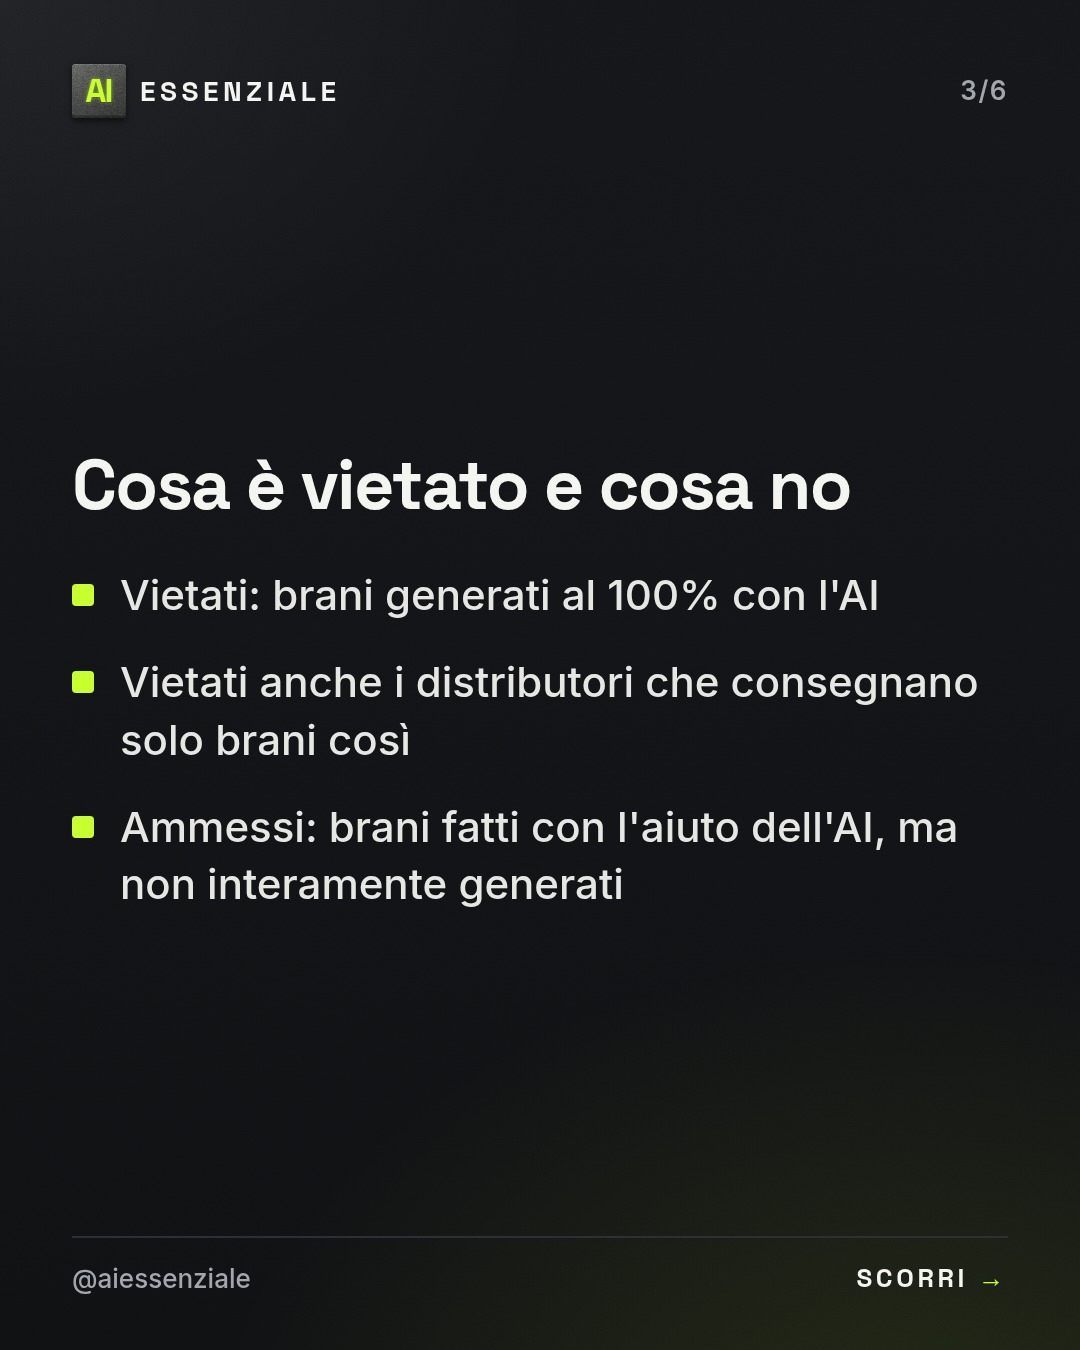 AI ESSENZIALE
3/6
Cosa è vietato e cosa no
Vietati: brani generati al 100% con l'AI
Vietati anche i distributori che consegnano
solo brani così
Ammessi: brani fatti con l'aiuto dell'AI, ma
non interamente generati
@aiessenziale
SCORRI →